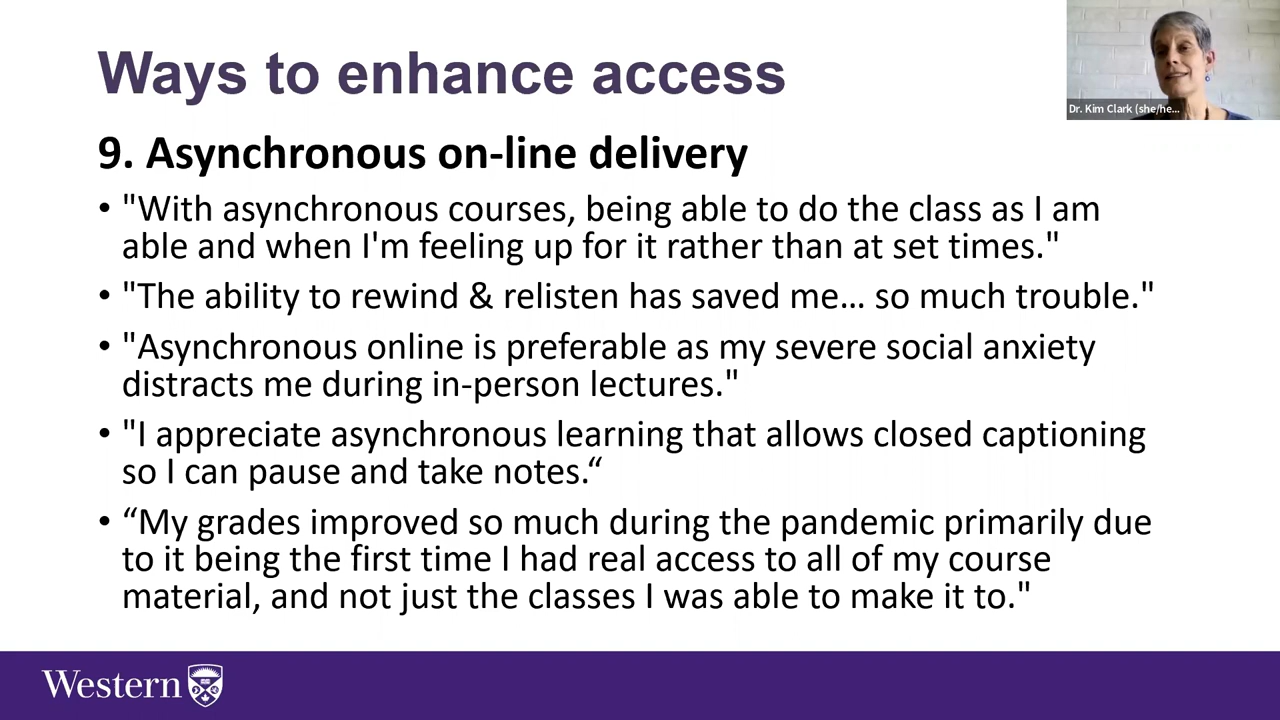 Ways to enhance access
Dr. Kim Clark (she/he...
9. Asynchronous on-line delivery
• "With asynchronous courses, being able to do the class as I am
able and when I'm feeling up for it rather than at set times."
• "The ability to rewind & relisten has saved me... so much trouble."
• "Asynchronous online is preferable as my severe social anxiety
distracts me during in-person lectures."
• "I appreciate asynchronous learning that allows closed captioning
so I can pause and take notes.“
• “My grades improved so much during the pandemic primarily due
to it being the first time I had real access to all of my course
material, and not just the classes I was able to make it to."
Western